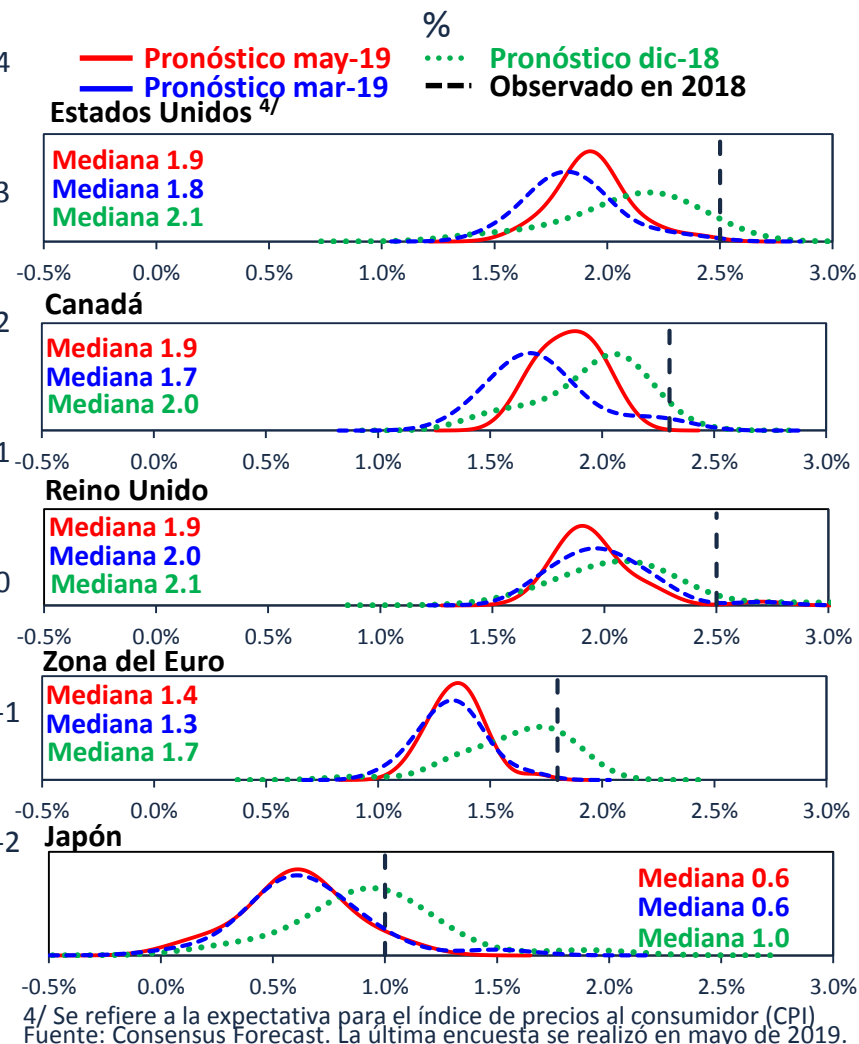 %
Pronóstico may-19
Pronóstico dic-18
Pronóstico mar-19
Observado en 2018
4
3
2
1
0
-1
-2
Estados Unidos 4/
Mediana 1.9
Mediana 1.8
Mediana 2.1
-0.5% 0.0% 0.5% 1.0% 1.5% 2.0% 2.5% 3.0%
Canadá
Mediana 1.9
Mediana 1.7
Mediana 2.0
-0.5% 0.0% 0.5% 1.0% 1.5% 2.0% 2.5% 3.0%
Reino Unido
Mediana 1.9
Mediana 2.0
Mediana 2.1
-0.5% 0.0% 0.5% 1.0% 1.5% 2.0% 2.5% 3.0%
Zona del Euro
Mediana 1.4
Mediana 1.3
Mediana 1.7
-0.5% 0.0% 0.5% 1.0% 1.5% 2.0% 2.5% 3.0%
Japón
Mediana 0.6
Mediana 0.6
Mediana 1.0
-0.5% 0.0% 0.5% 1.0% 1.5% 2.0% 2.5% 3.0%
4/ Se refiere a la expectativa para el índice de precios al consumidor (CPI)
Fuente: Consensus Forecast. La última encuesta se realizó en mayo de 2019.